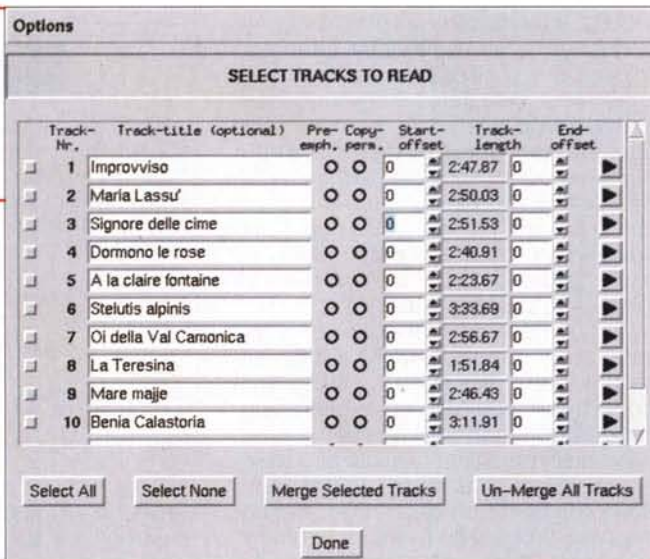 Options
SELECT TRACKS TO READ
Track- Track-title (optional) Pre- Copy- Start- Track- End-
Nr. emph. perm. offset length offset
1 Improvviso 0 2:47.87 0
2 Maria Lassu' 0 2:50.03 0
3 Signore delle cime 0 2:51.53 0
4 Dormono le rose 0 2:40.91 0
5 A la claire fontaine 0 2:23.67 0
6 Stelutis alpinis 0 3:33.69 0
7 Oi della Val Camonica 0 2:56.67 0
8 La Teresina 0 1:51.84 0
9 Mare majje 0 2:46.43 0
10 Benia Calastoria 0 3:11.91 0
Select All Select None Merge Selected Tracks Un-Merge All Tracks
Done